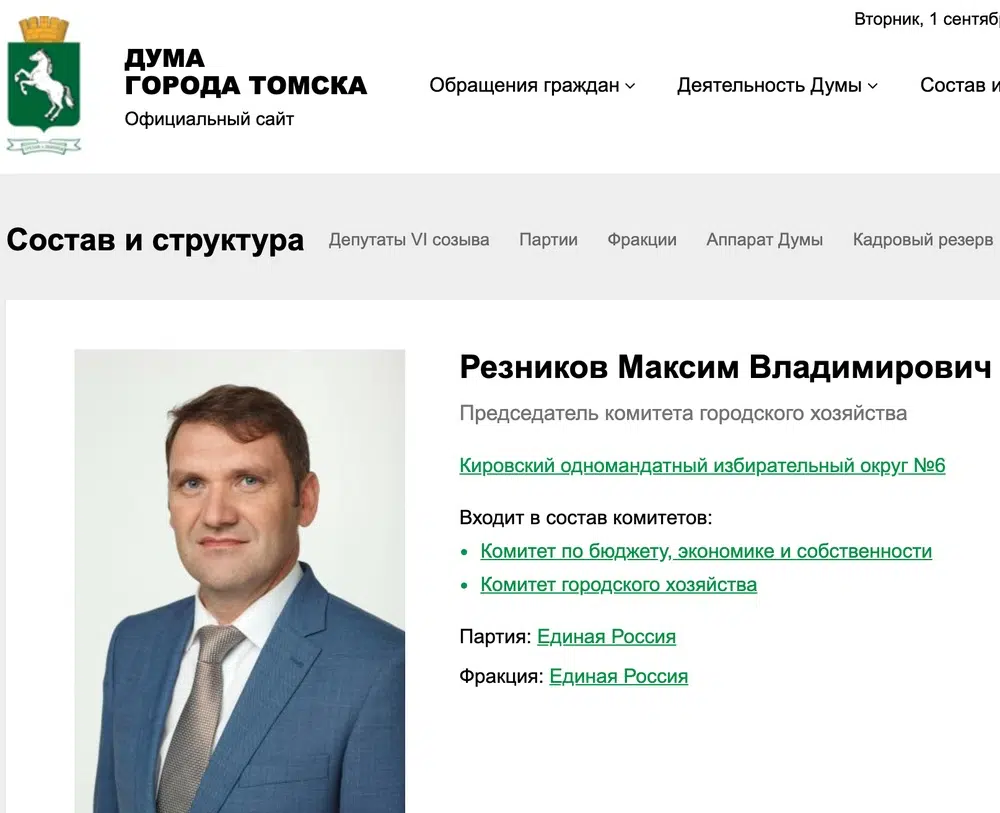 Вторник, 1 сентяб
ДУМА
ГОРОДА ТОМСКА
Официальный сайт
Обращения граждан
Деятельность Думы
Состав и
Состав и структура
Депутаты VI созыва
Партии
Фракции
Аппарат Думы
Кадровый резерв
Резников Максим Владимирович
Председатель комитета городского хозяйства
Кировский одномандатный избирательный округ №6
Входит в состав комитетов:
• Комитет по бюджету, экономике и собственности
• Комитет городского хозяйства
Партия: Единая Россия
Фракция: Единая Россия